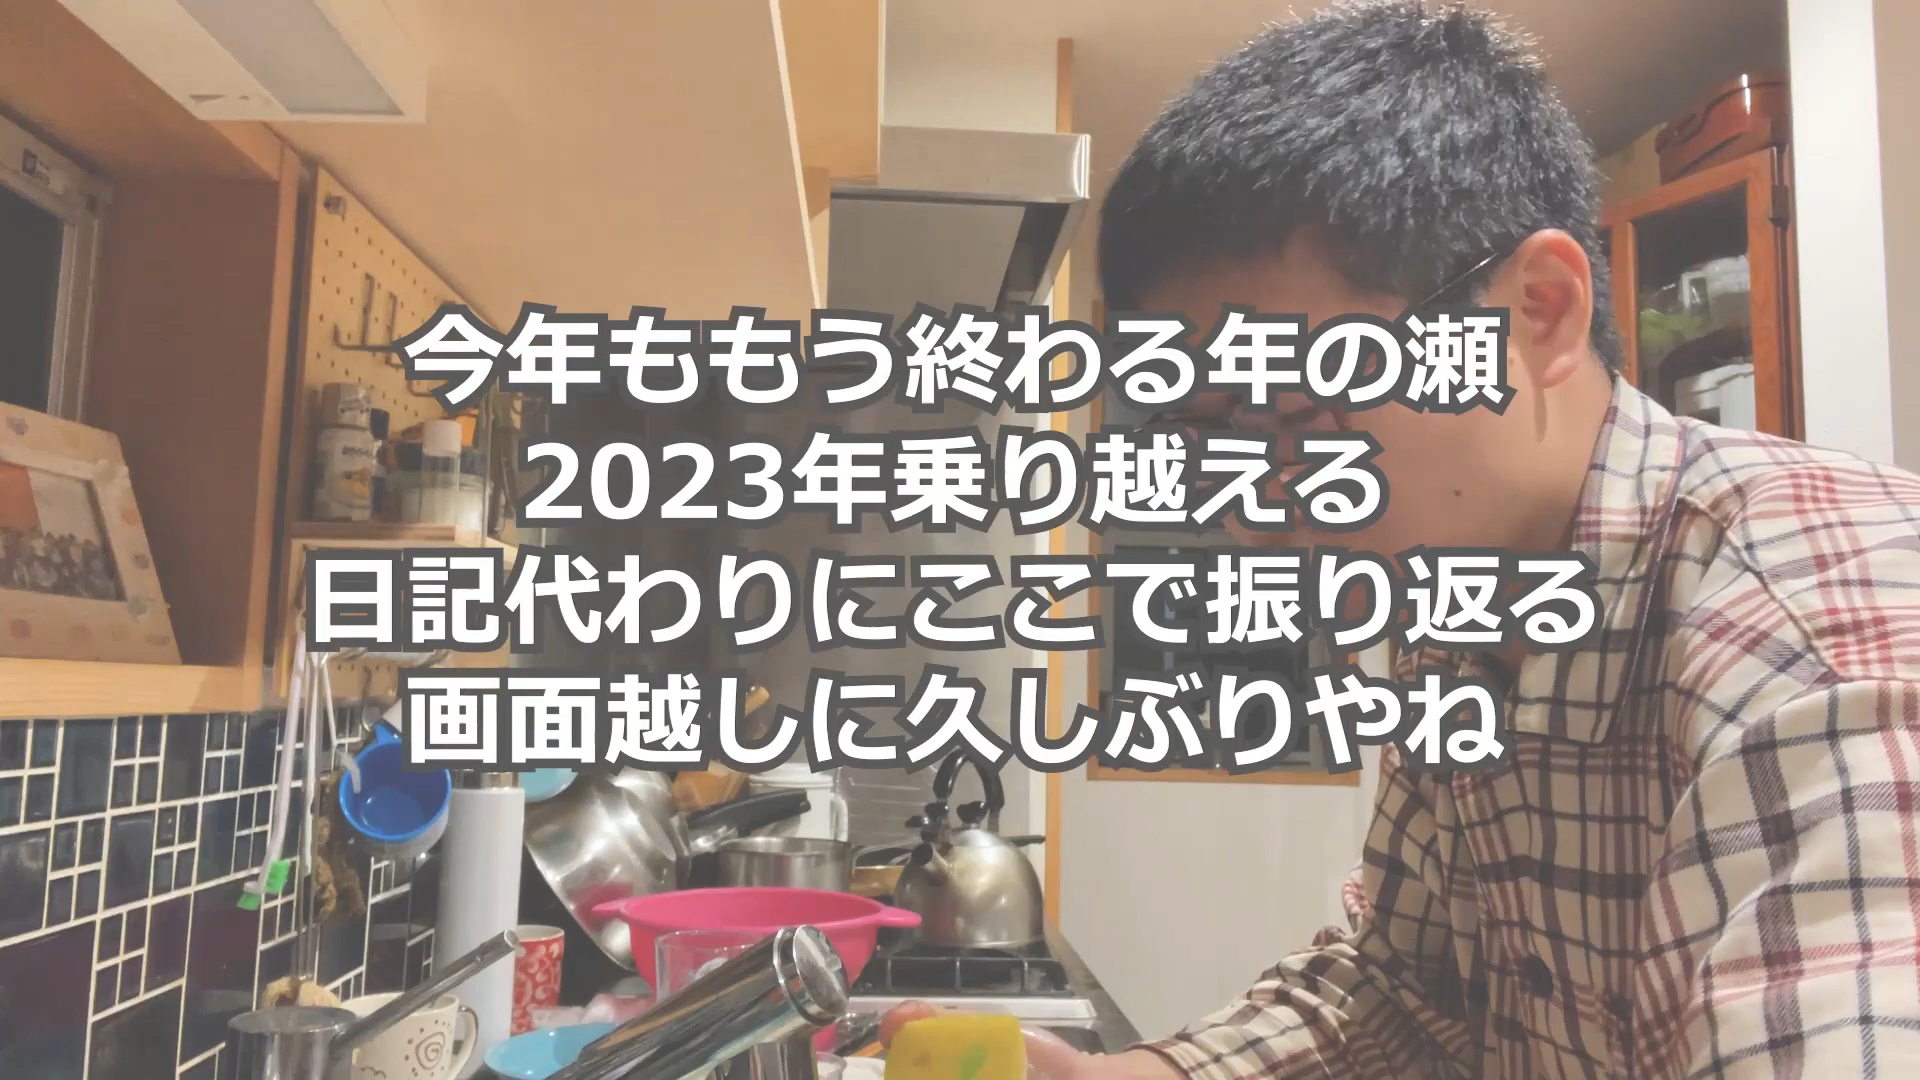 今年ももう終わる年の瀬
2023年乗り越える
日記代わりにここで振り返る
画面越しに久しぶりやね